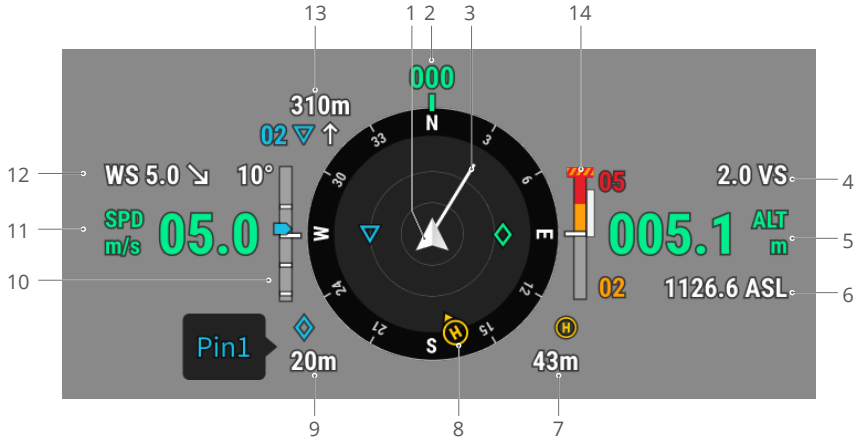 13 1 2 3 14
000
310m
02
12 WS 5.0 10°
N
33 3
30 6
W E
24 12
21 15
S
H
05 2.0 VS 4
11 SPD m/s 05.0
005.1 ALT m 5
10 02 1126.6 ASL 6
Pin1
H
20m 43m
9 8 7